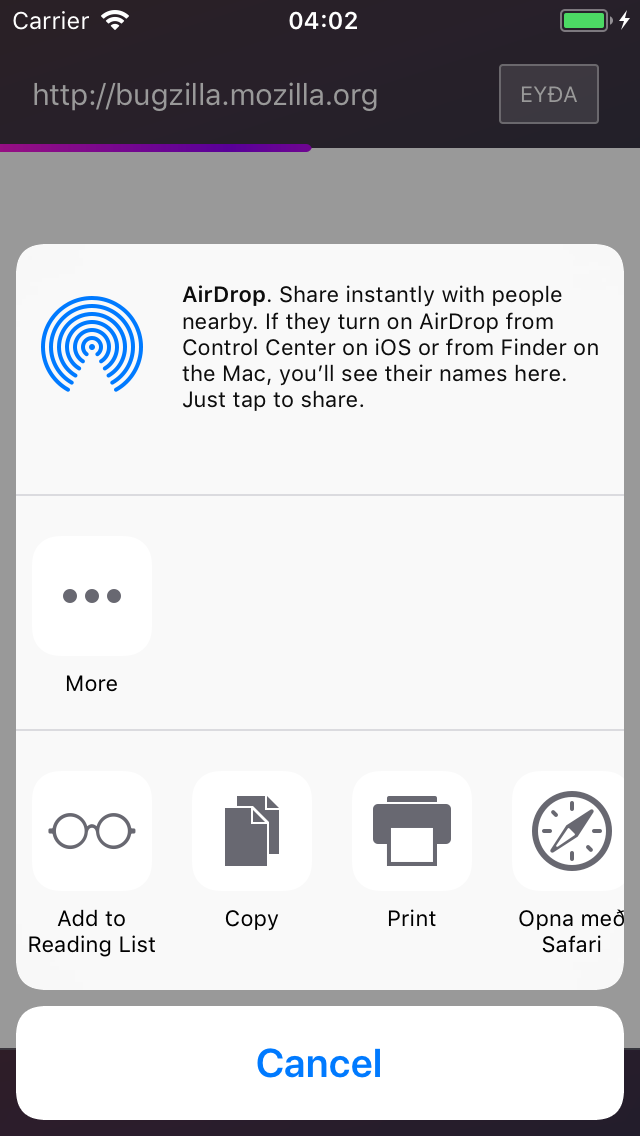 Carrier 04:02
http://bugzilla.mozilla.org EYÐA
AirDrop. Share instantly with people
nearby. If they turn on AirDrop from
Control Center on iOS or from Finder on
the Mac, you’ll see their names here.
Just tap to share.
More
Add to
Reading List
Copy
Print
Opna með
Safari
Cancel